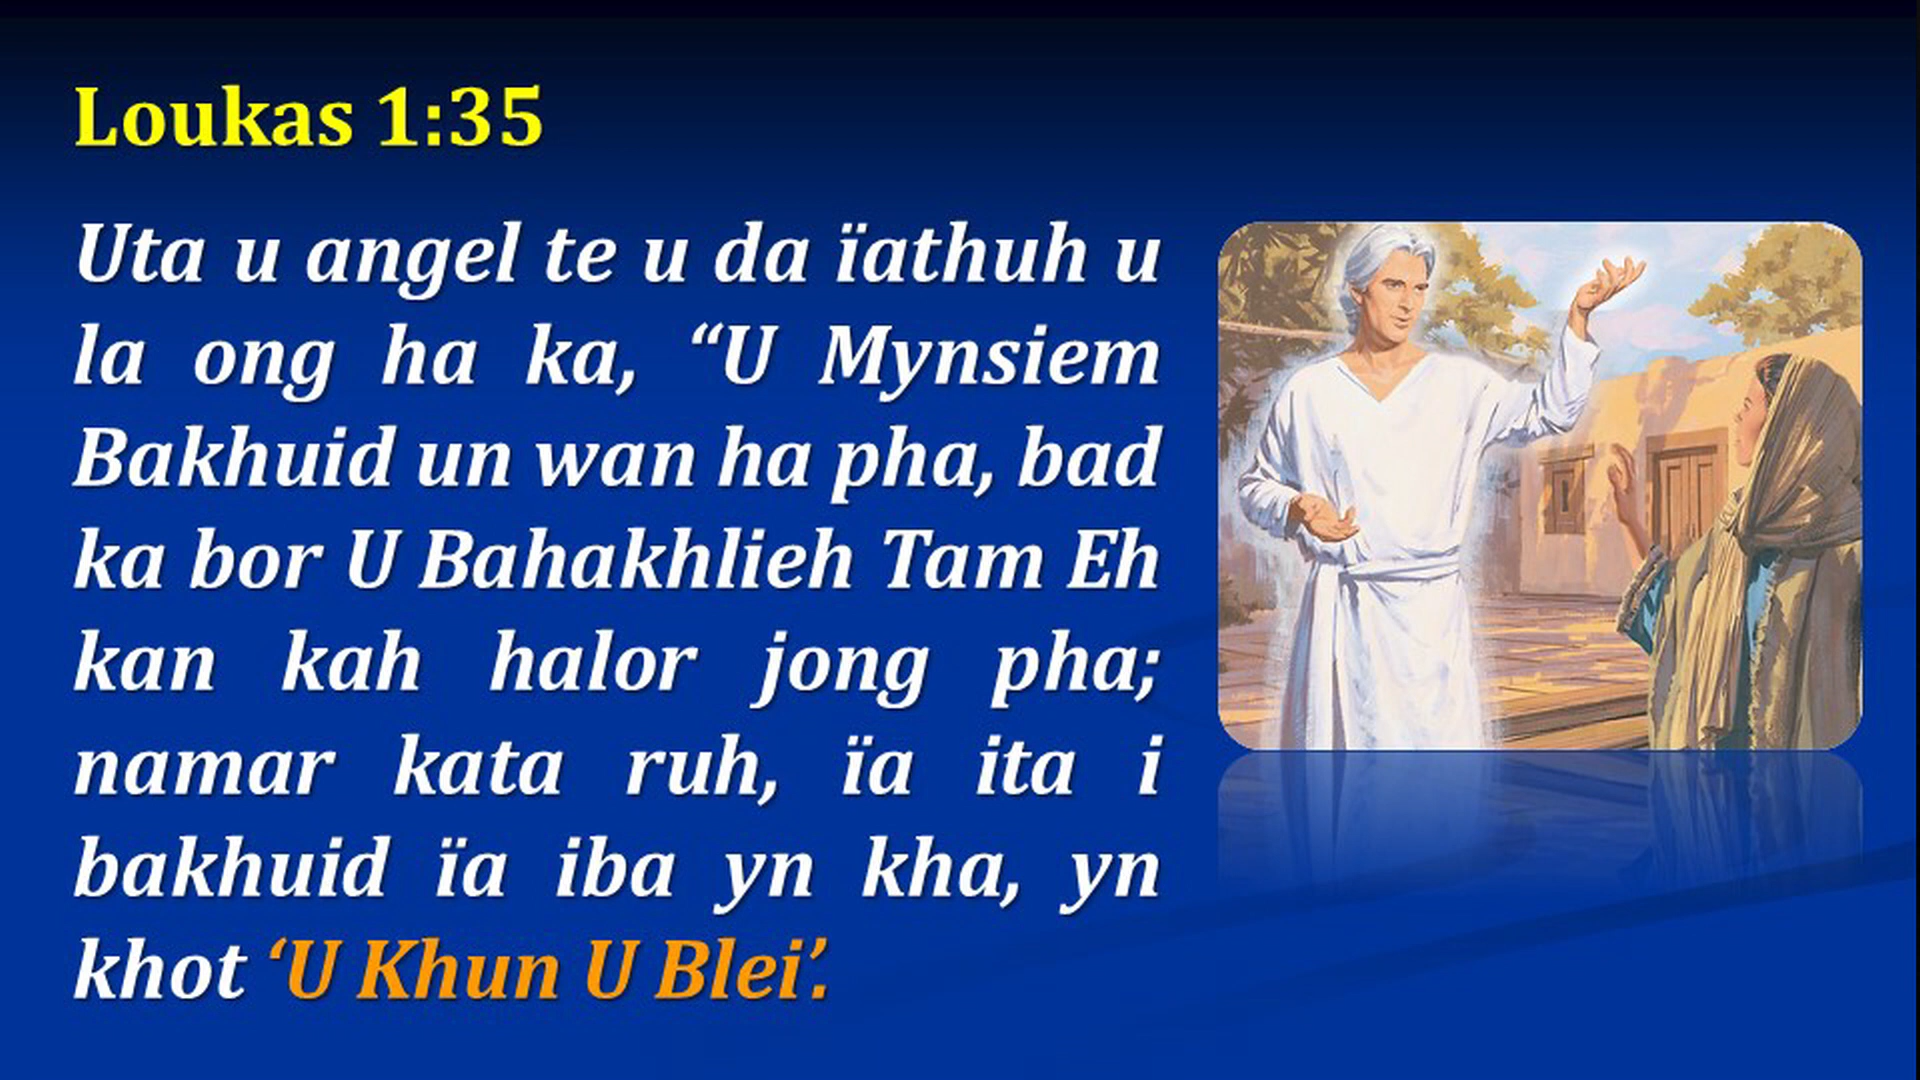 Loukas 1:35
Uta u angel te u da ïathuh u
la ong ha ka, “U Mynsiem
Bakhuid un wan ha pha, bad
ka bor U Bahakhlieh Tam Eh
kan kah halor jong pha;
namar kata ruh, ïa ita i
bakhuid ïa iba yn kha, yn
khot ‘U Khun U Blei’.